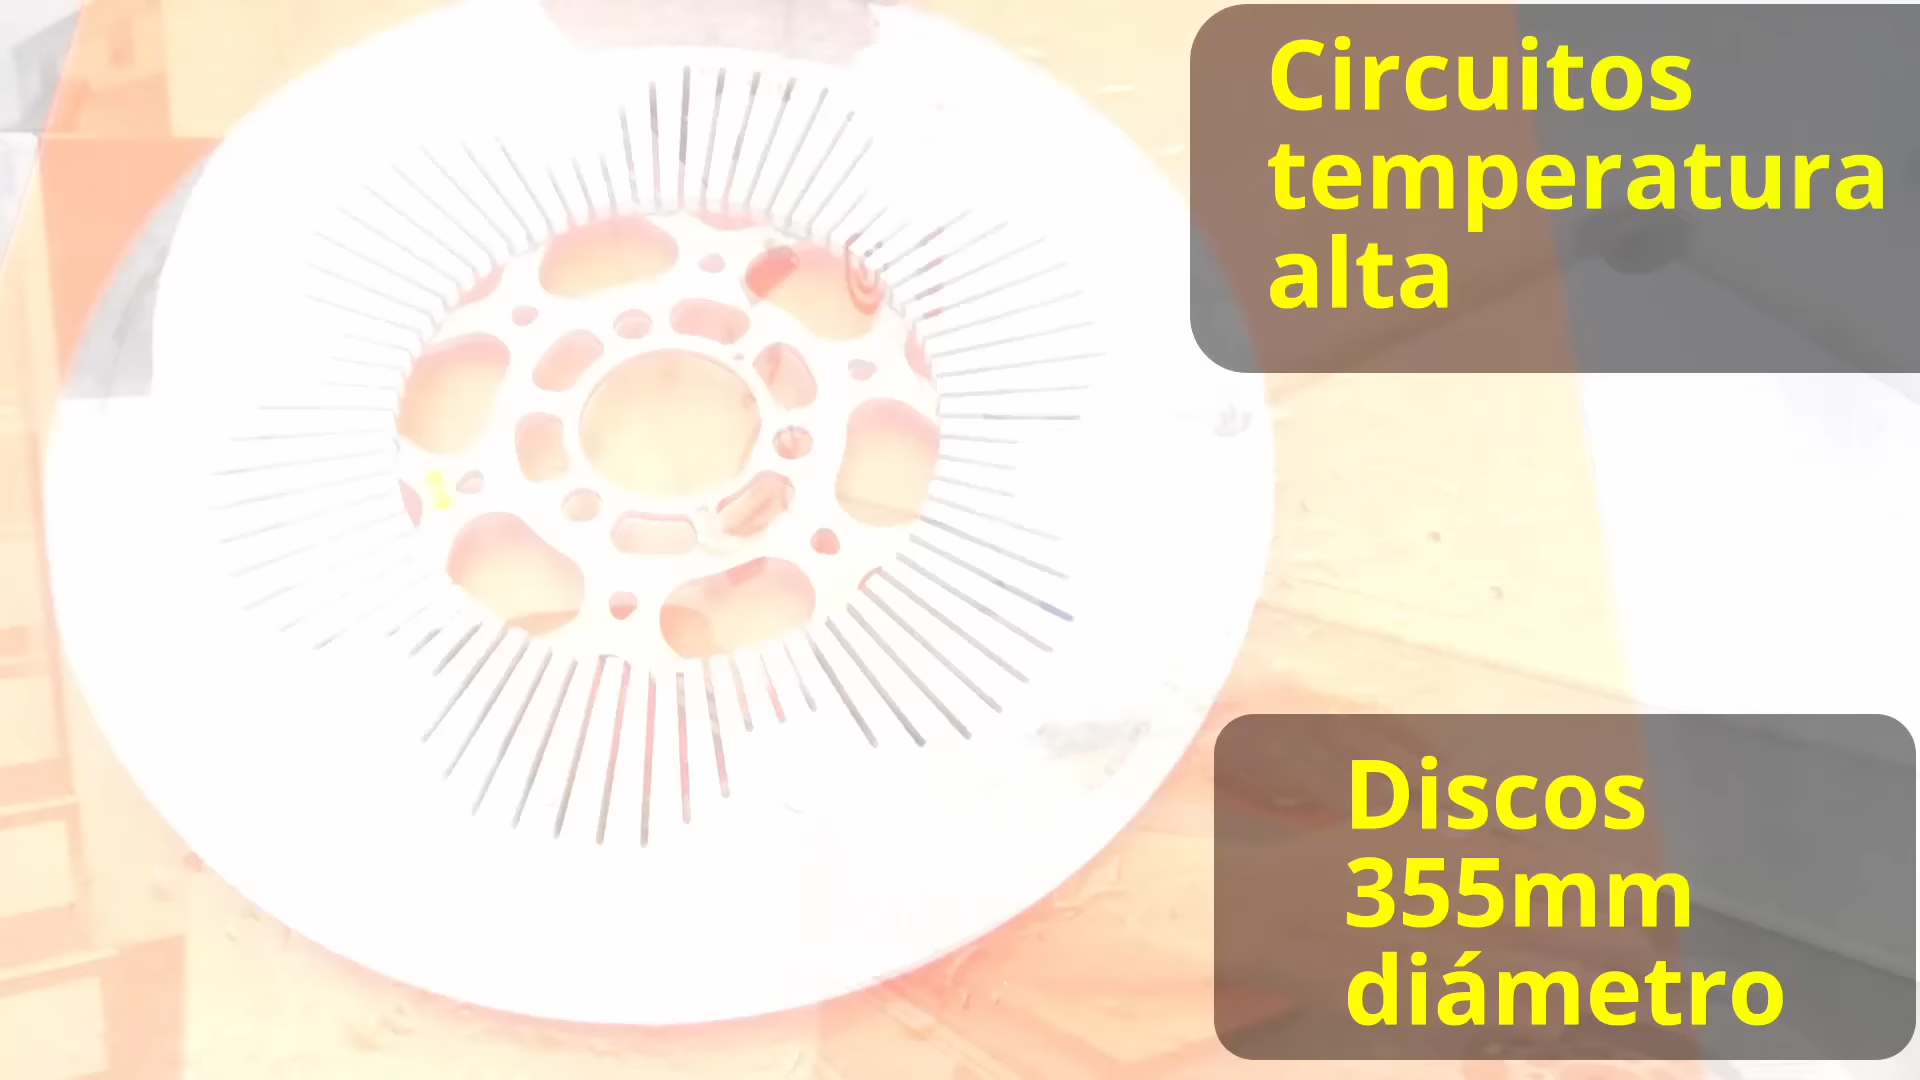 Circuitos
temperatura
alta
Discos
355mm
diámetro